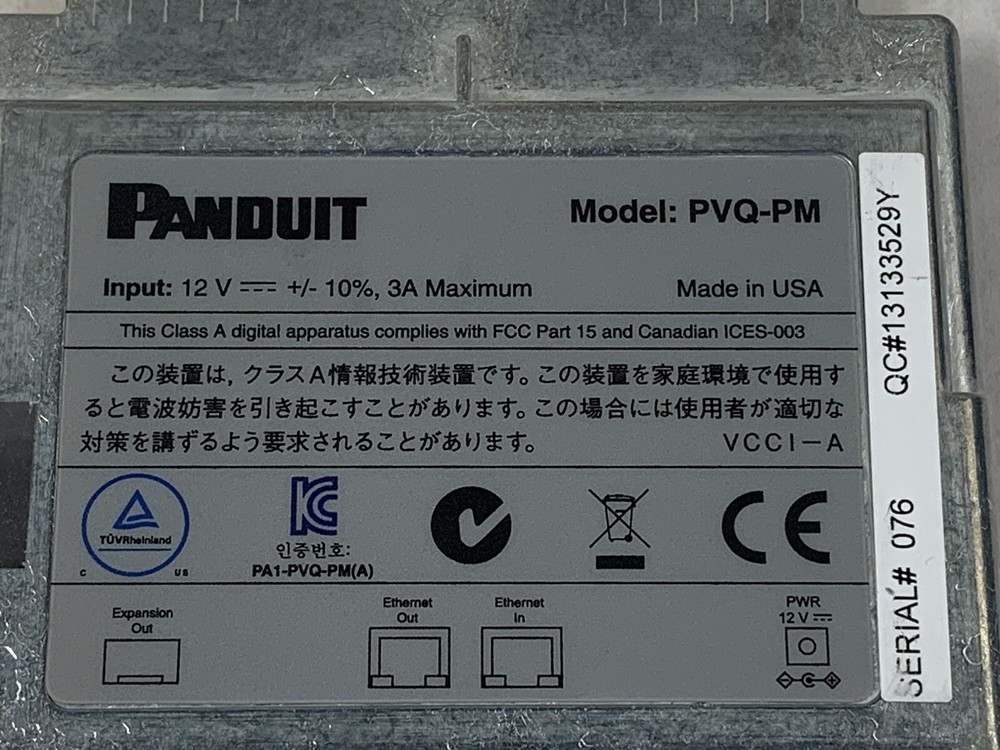 PANDUIT
Model: PVQ-PM
Input: 12 V ⎓ +/- 10%, 3A Maximum
Made in USA
This Class A digital apparatus complies with FCC Part 15 and Canadian ICES-003
この装置は, クラスA情報技術装置です。この装置を家庭環境で使用す
ると電波妨害を引き起こすことがあります。この場合には使用者が適切な
対策を講ずるよう要求されることがあります。
VCCI-A
TÜVRheinland
C US
인증번호:
PA1-PVQ-PM(A)
CE
Expansion
Out
Ethernet
Out
Ethernet
In
PWR
12 V ⎓
QC#13133529Y
SERIAL# 076